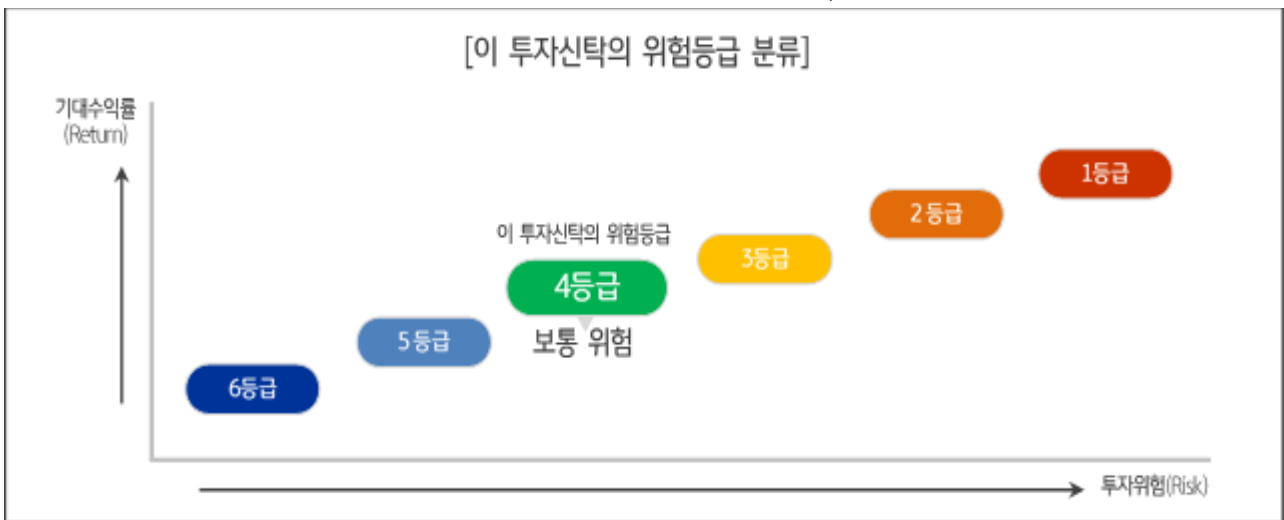 [이 투자신탁의 위험등급 분류]
기대수익률
(Return)
1등급
2등급
이 투자신탁의 위험등급
3등급
4등급
5등급
보통 위험
6등급
투자위험(Risk)